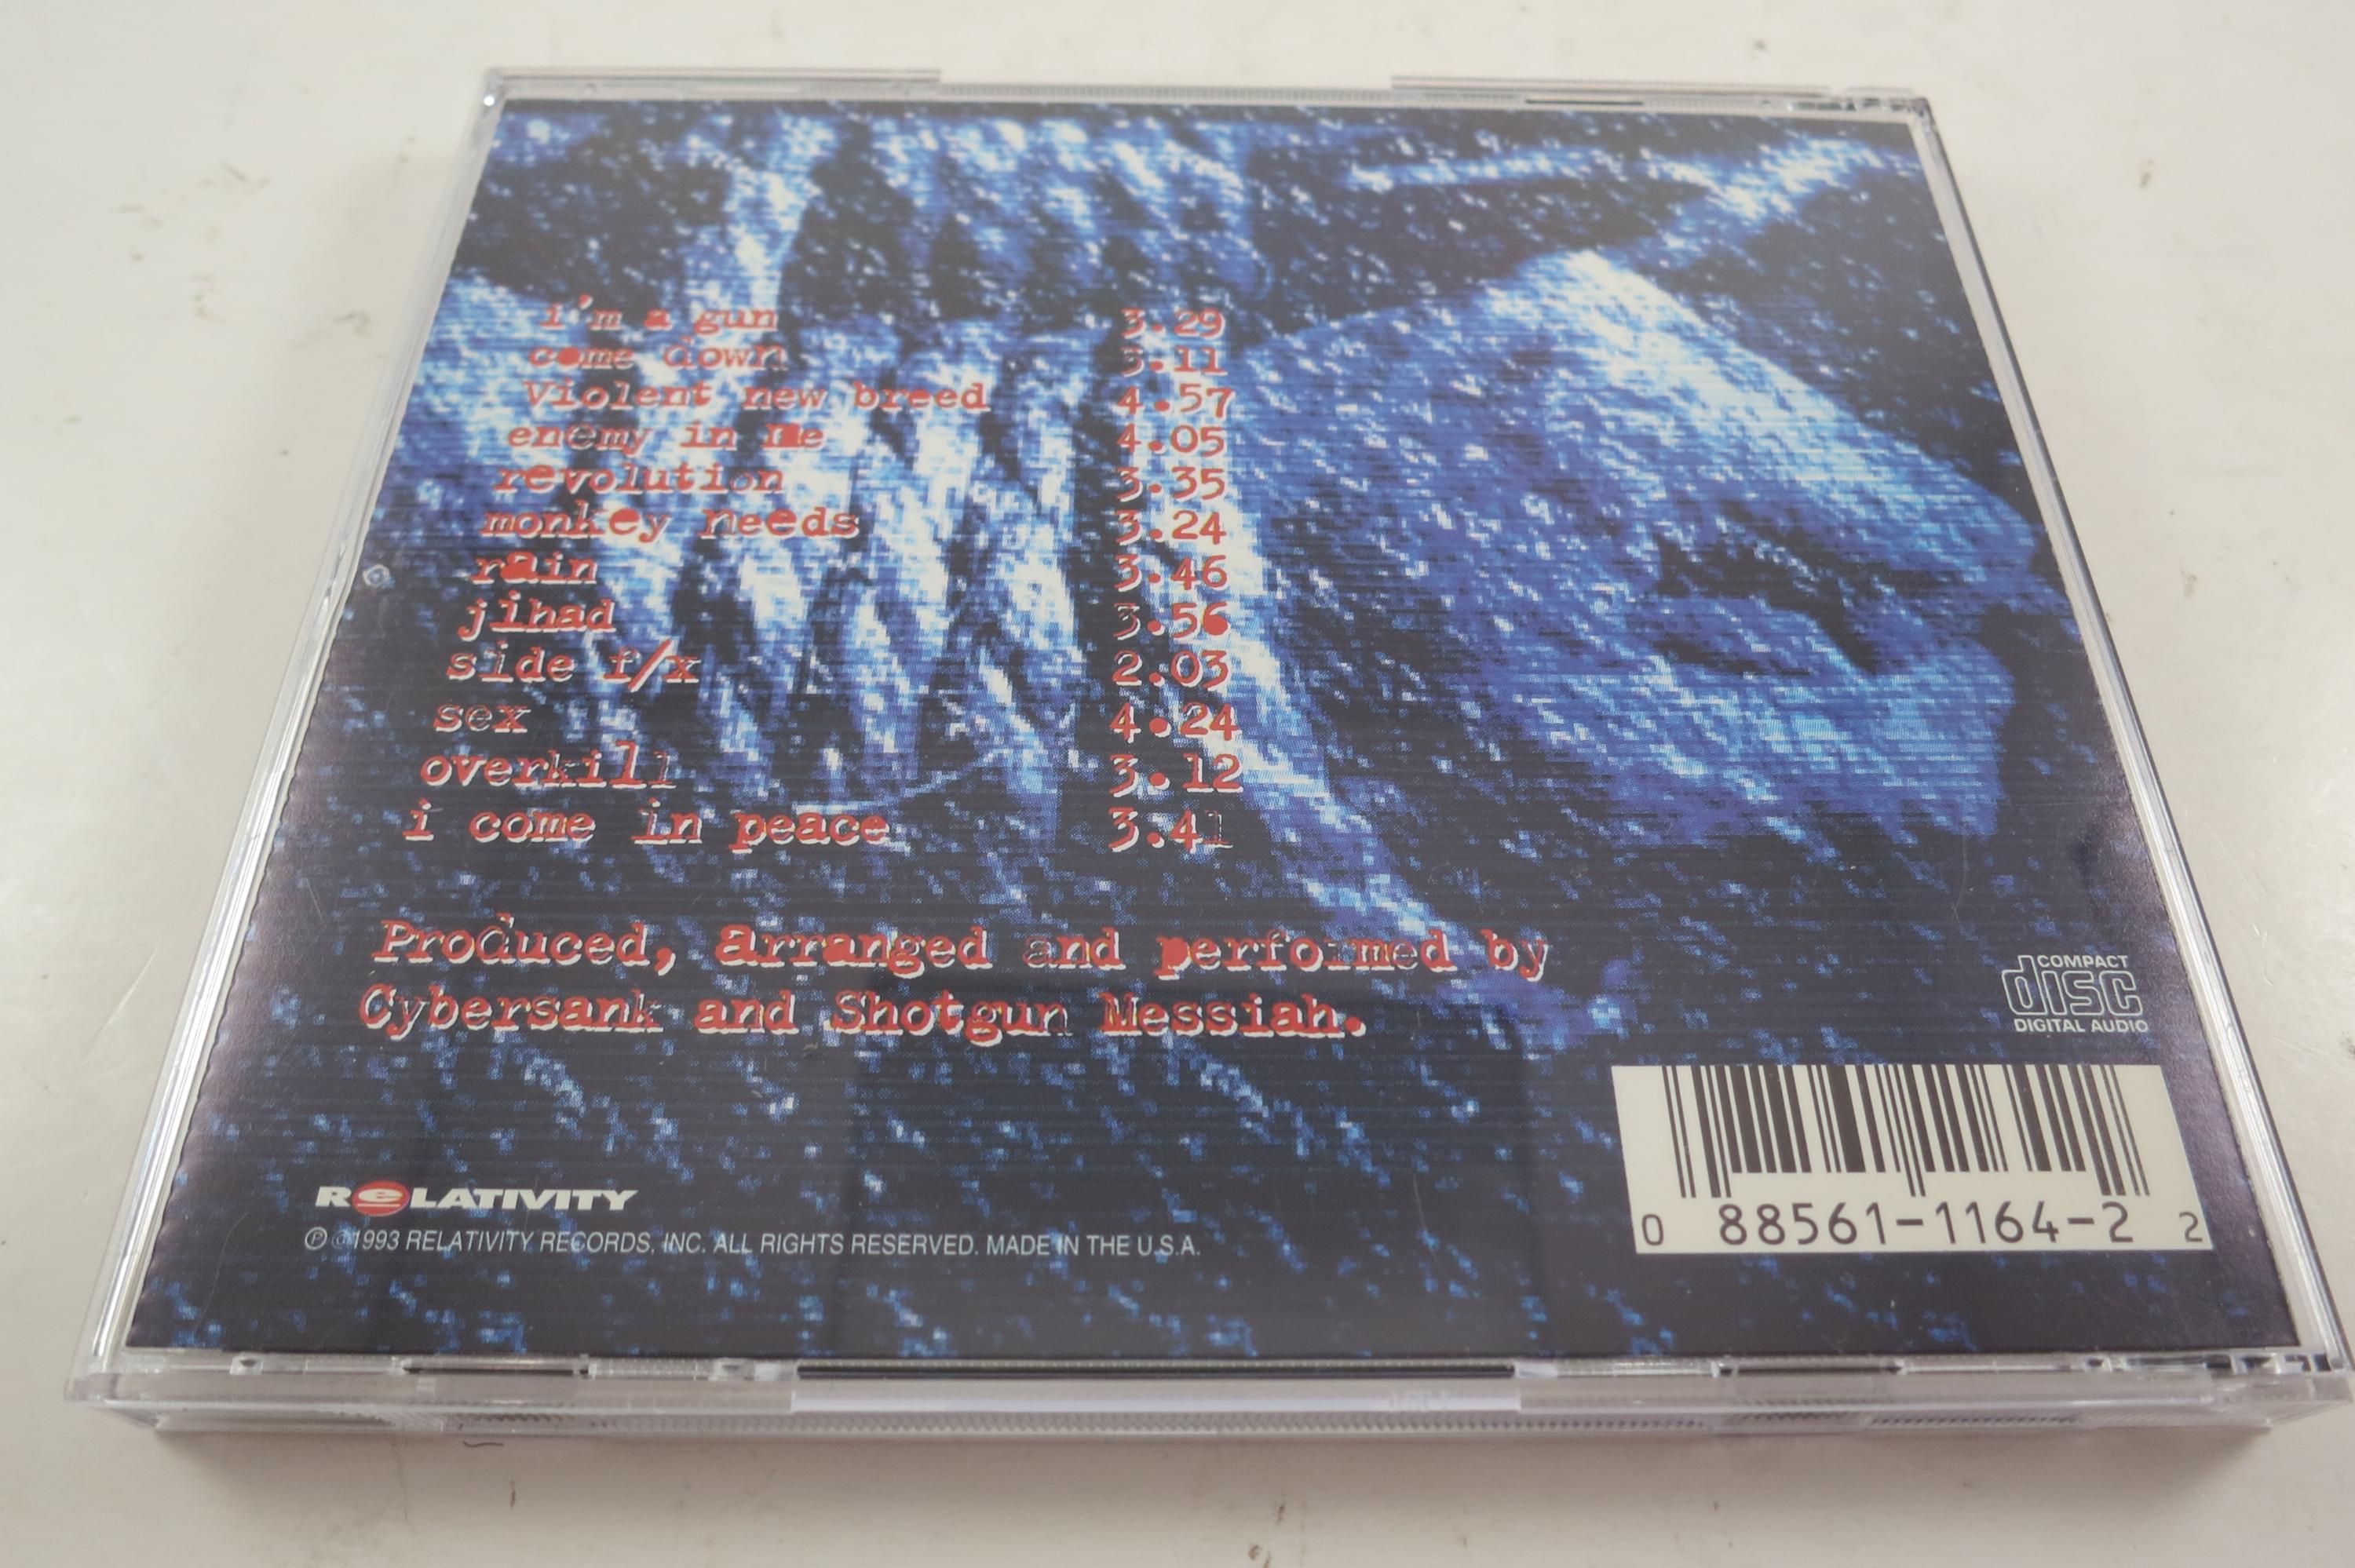 i'm a gun 3.29
come down 3.11
Violent new breed 4.57
enemy in me 4.05
revolution 3.35
monkey needs 3.24
rain 3.46
jihad 3.56
side f/x 2.03
sex 4.24
overkill 3.12
i come in peace 3.41
Produced, arranged and performed by
Cybersank and Shotgun Messiah.
COMPACT
disc
DIGITAL AUDIO
RELATIVITY
℗ ©1993 RELATIVITY RECORDS, INC. ALL RIGHTS RESERVED. MADE IN THE U.S.A.
0 88561-1164-2 2